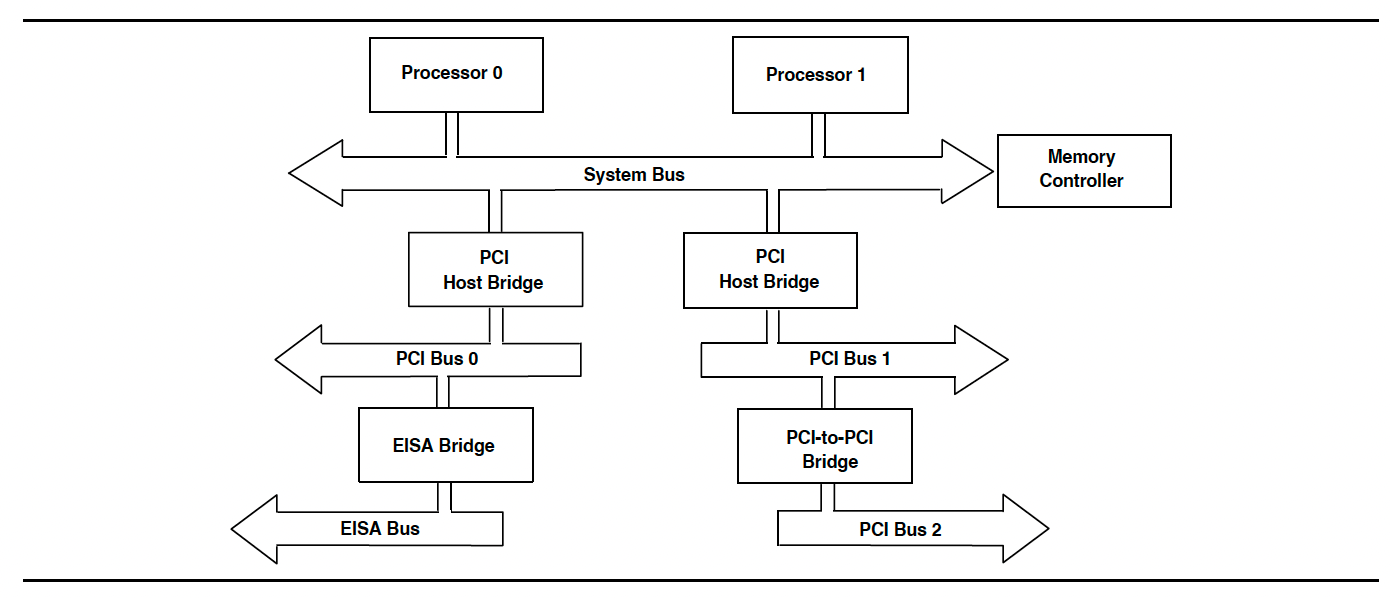 Processor 0
Processor 1
Memory
Controller
System Bus
PCI
Host Bridge
PCI
Host Bridge
PCI Bus 0
PCI Bus 1
EISA Bridge
PCI-to-PCI
Bridge
EISA Bus
PCI Bus 2